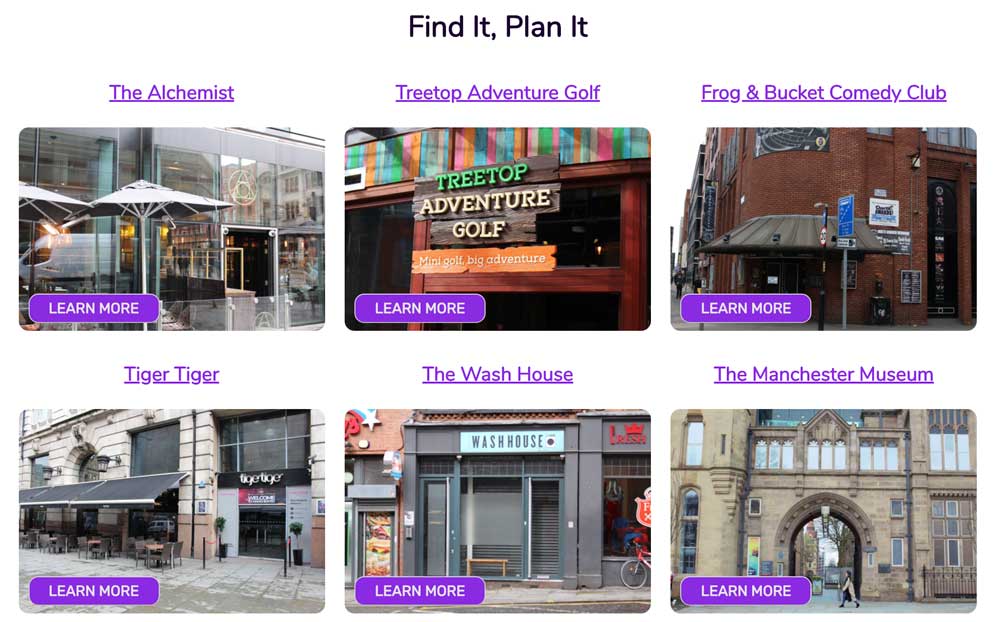 Find It, Plan It
The Alchemist
Treetop Adventure Golf
Frog & Bucket Comedy Club
TREETOP
ADVENTURE
GOLF
Mini golf, big adventure
LEARN MORE
LEARN MORE
LEARN MORE
Tiger Tiger
The Wash House
The Manchester Museum
tigertiger
WELCOME
WASHHOUSE
LEARN MORE
LEARN MORE
LEARN MORE